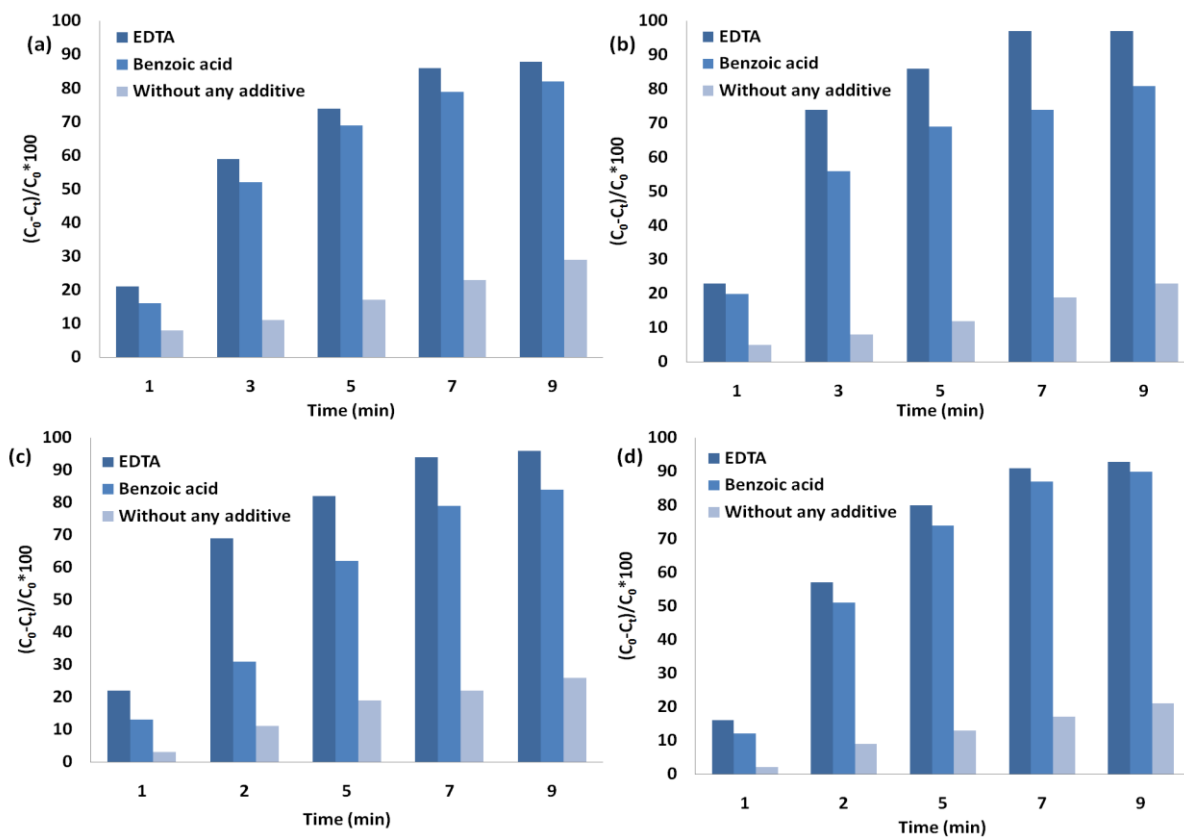 (a)
EDTA
Benzoic acid
Without any additive
(C₀-Cₜ)/C₀*100
100
90
80
70
60
50
40
30
20
10
0
1 3 5 7 9
Time (min)
(b)
EDTA
Benzoic acid
Without any additive
(C₀-Cₜ)/C₀*100
100
90
80
70
60
50
40
30
20
10
0
1 3 5 7 9
Time (min)
(c)
EDTA
Benzoic acid
Without any additive
(C₀-Cₜ)/C₀*100
100
90
80
70
60
50
40
30
20
10
0
1 2 5 7 9
Time (min)
(d)
EDTA
Benzoic acid
Without any additive
(C₀-Cₜ)/C₀*100
100
90
80
70
60
50
40
30
20
10
0
1 2 5 7 9
Time (min)